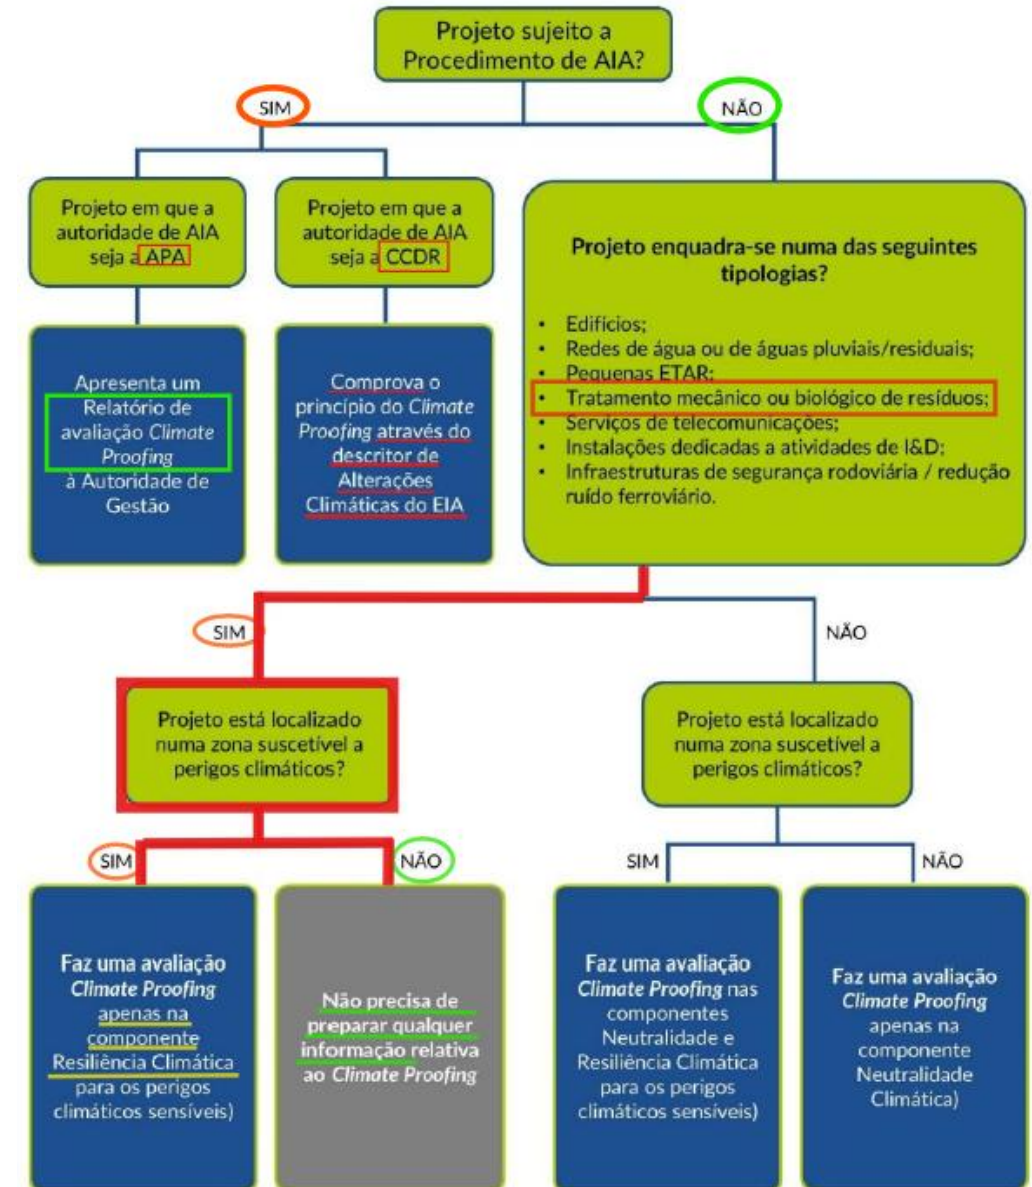 Projeto sujeito a
Procedimento de AIA?
SIM
NÃO
Projeto em que a
autoridade de AIA
seja a APA
Projeto em que a
autoridade de AIA
seja a CCDR
Apresenta um
Relatório de
avaliação Climate
Proofing
à Autoridade de
Gestão
Comprova o
princípio do Climate
Proofing através do
descritor de
Alterações
Climáticas do EIA
Projeto enquadra-se numa das seguintes
tipologias?
• Edifícios;
• Redes de água ou de águas pluviais/residuais;
• Pequenas ETAR;
• Tratamento mecânico ou biológico de resíduos;
• Serviços de telecomunicações;
• Instalações dedicadas a atividades de I&D;
• Infraestruturas de segurança rodoviária / redução
ruído ferroviário.
SIM
NÃO
Projeto está localizado
numa zona suscetível a
perigos climáticos?
Projeto está localizado
numa zona suscetível a
perigos climáticos?
SIM
NÃO
SIM
NÃO
Faz uma avaliação
Climate Proofing
apenas na
componente
Resiliência Climática
para os perigos
climáticos sensíveis)
Não precisa de
preparar qualquer
informação relativa
ao Climate Proofing
Faz uma avaliação
Climate Proofing nas
componentes
Neutralidade e
Resiliência Climática
para os perigos
climáticos sensíveis)
Faz uma avaliação
Climate Proofing
apenas na
componente
Neutralidade
Climática)